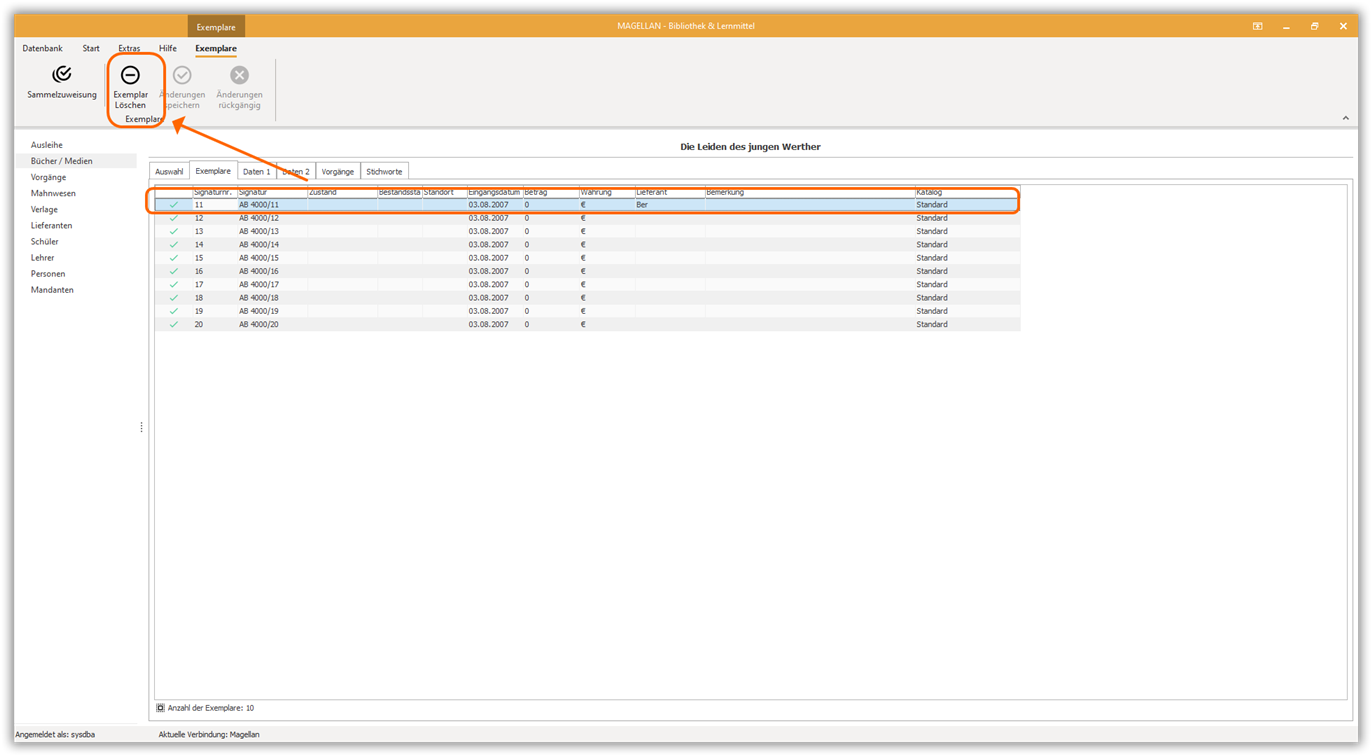 Exemplare
MAGELLAN - Bibliothek & Lernmittel
Datenbank Start Extras Hilfe Exemplare
Sammelzuweisung
Exemplar Löschen
Änderungen speichern
Änderungen rückgängig
Exemplare
Ausleihe
Bücher / Medien
Vorgänge
Mahnwesen
Verlage
Lieferanten
Schüler
Lehrer
Personen
Mandanten
Die Leiden des jungen Werther
Auswahl Exemplare Daten 1 Daten 2 Vorgänge Stichworte
Signaturnr. Signatur Zustand Bestandssta Standort Eingangsdatum Betrag Währung Lieferant Bemerkung Katalog
11 AB 4000/11 03.08.2007 0 € Ber Standard
12 AB 4000/12 03.08.2007 0 € Standard
13 AB 4000/13 03.08.2007 0 € Standard
14 AB 4000/14 03.08.2007 0 € Standard
15 AB 4000/15 03.08.2007 0 € Standard
16 AB 4000/16 03.08.2007 0 € Standard
17 AB 4000/17 03.08.2007 0 € Standard
18 AB 4000/18 03.08.2007 0 € Standard
19 AB 4000/19 03.08.2007 0 € Standard
20 AB 4000/20 03.08.2007 0 € Standard
Anzahl der Exemplare: 10
Angemeldet als: sysdba
Aktuelle Verbindung: Magellan